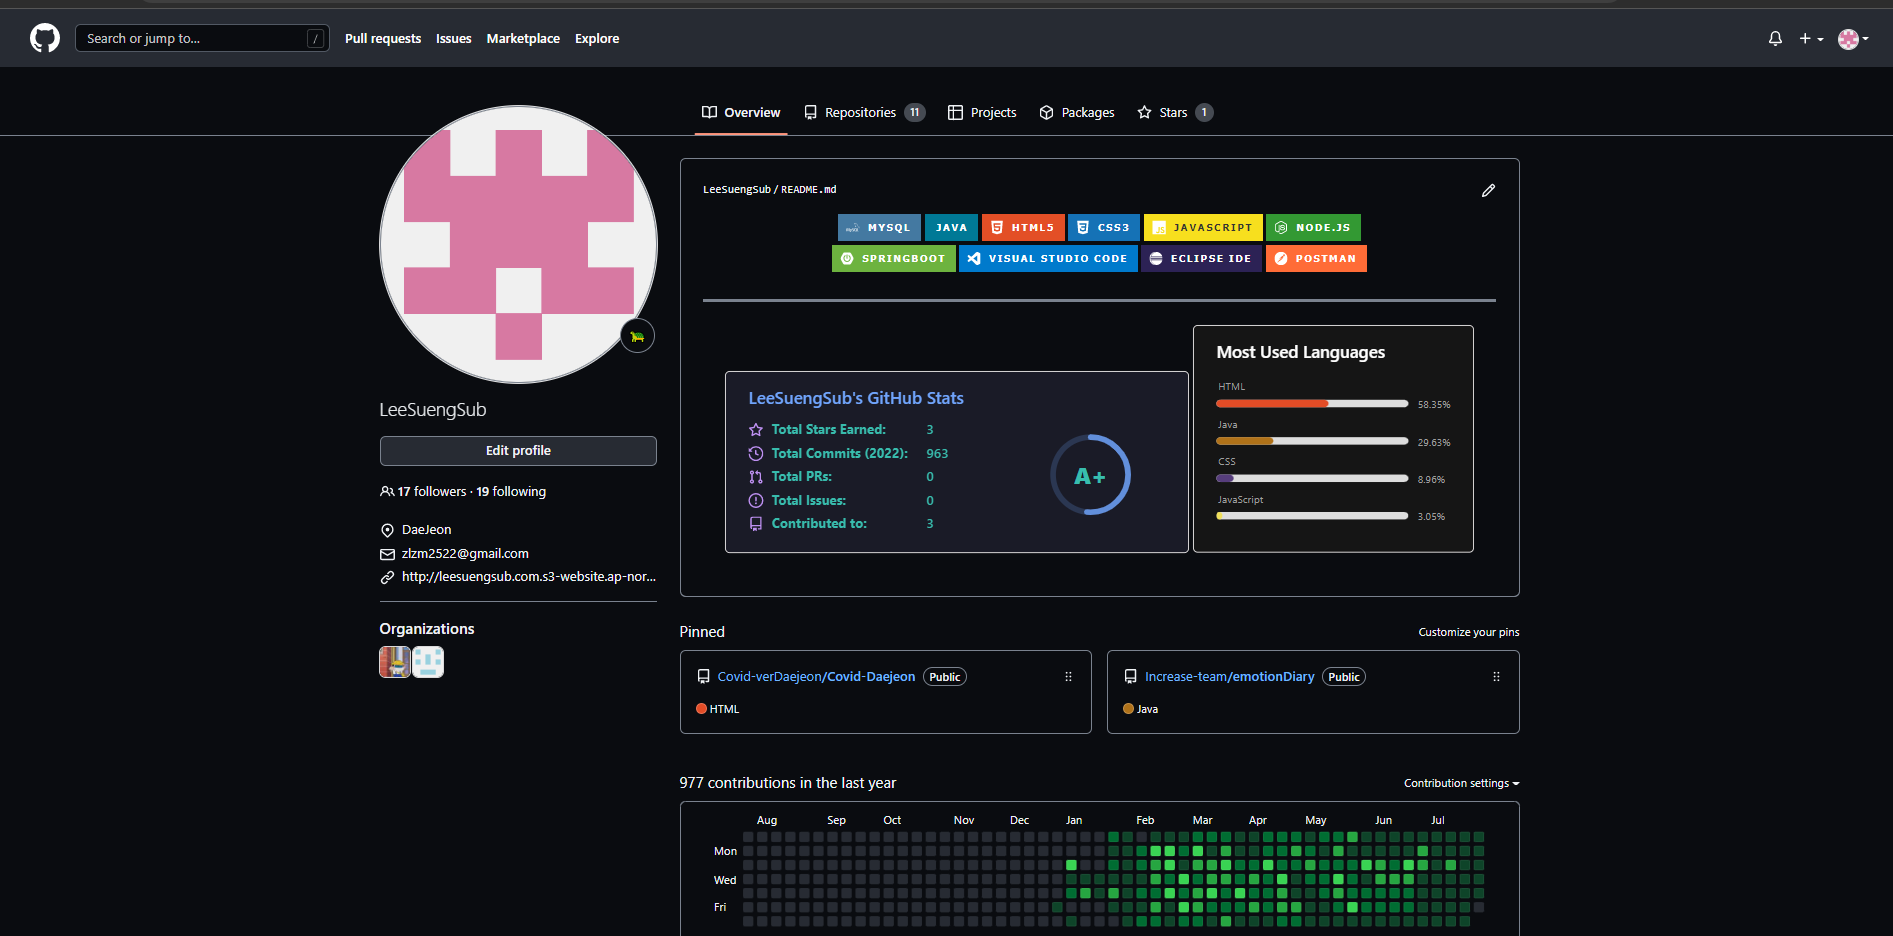 Search or jump to... /
Pull requests Issues Marketplace Explore
Overview Repositories 11 Projects Packages Stars 1
LeeSuengSub
Edit profile
17 followers · 19 following
DaeJeon
zlzm2522@gmail.com
http://leesuengsub.com.s3-website.ap-nor...
Organizations
LeeSuengSub / README.md
MYSQL JAVA HTML5 CSS3 JAVASCRIPT NODE.JS
SPRINGBOOT VISUAL STUDIO CODE ECLIPSE IDE POSTMAN
LeeSuengSub's GitHub Stats
Total Stars Earned: 3
Total Commits (2022): 963
Total PRs: 0
Total Issues: 0
Contributed to: 3
A+
Most Used Languages
HTML
58.35%
Java
29.63%
CSS
8.96%
JavaScript
3.05%
Pinned Customize your pins
Covid-verDaejeon/Covid-Daejeon Public
HTML
Increase-team/emotionDiary Public
Java
977 contributions in the last year Contribution settings
Aug Sep Oct Nov Dec Jan Feb Mar Apr May Jun Jul
Mon
Wed
Fri